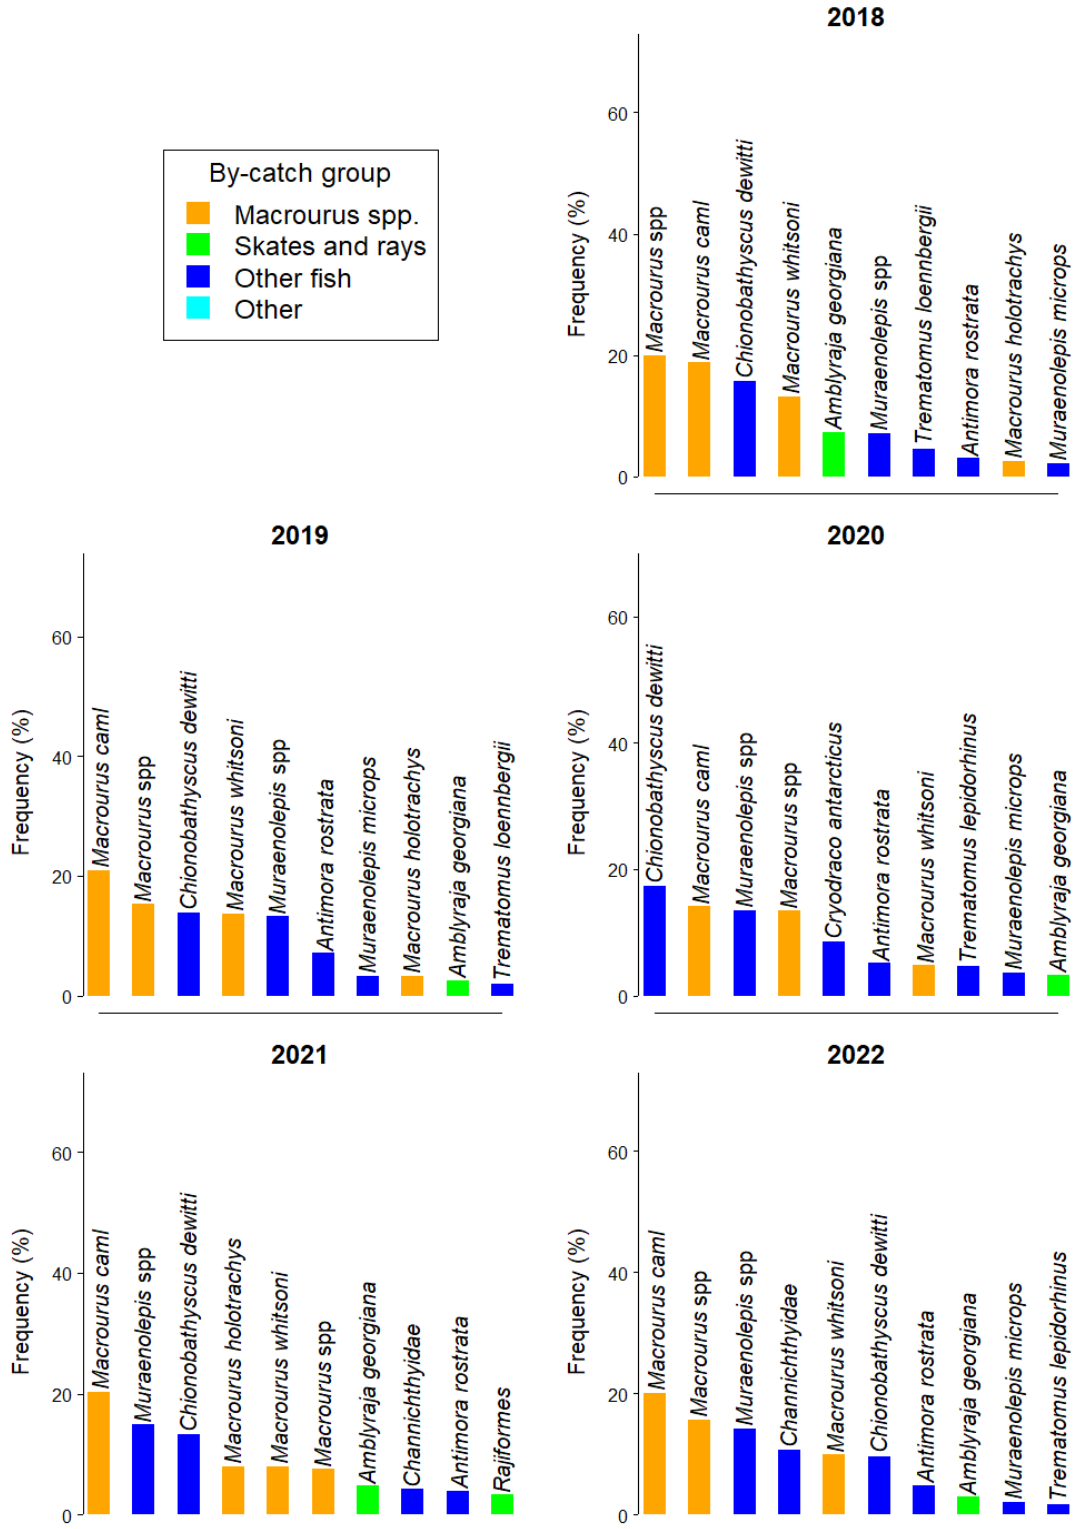 2018
By-catch group
Macrourus spp.
Skates and rays
Other fish
Other
Frequency (%)
60
40
20
0
Macrourus spp
Macrourus caml
Chionobathyscus dewitti
Macrourus whitsoni
Amblyraja georgiana
Muraenolepis spp
Trematomus loennbergii
Antimora rostrata
Macrourus holotrachys
Muraenolepis microps
2019
Frequency (%)
60
40
20
0
Macrourus caml
Macrourus spp
Chionobathyscus dewitti
Macrourus whitsoni
Muraenolepis spp
Antimora rostrata
Muraenolepis microps
Macrourus holotrachys
Amblyraja georgiana
Trematomus loennbergii
2020
Frequency (%)
60
40
20
0
Chionobathyscus dewitti
Macrourus caml
Muraenolepis spp
Macrourus spp
Cryodraco antarcticus
Antimora rostrata
Macrourus whitsoni
Trematomus lepidorhinus
Muraenolepis microps
Amblyraja georgiana
2021
Frequency (%)
60
40
20
0
Macrourus caml
Muraenolepis spp
Chionobathyscus dewitti
Macrourus holotrachys
Macrourus whitsoni
Macrourus spp
Amblyraja georgiana
Channichthyidae
Antimora rostrata
Rajiformes
2022
Frequency (%)
60
40
20
0
Macrourus caml
Macrourus spp
Muraenolepis spp
Channichthyidae
Macrourus whitsoni
Chionobathyscus dewitti
Antimora rostrata
Amblyraja georgiana
Muraenolepis microps
Trematomus lepidorhinus